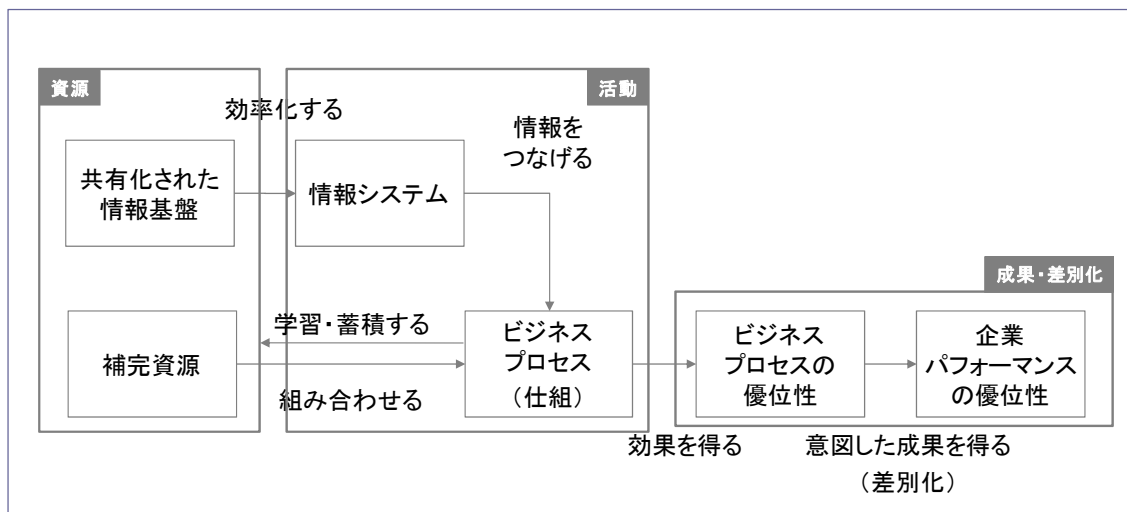 資源
活動
効率化する
情報を
つなげる
共有化された
情報基盤
情報システム
成果・差別化
学習・蓄積する
補完資源
組み合わせる
ビジネス
プロセス
（仕組）
ビジネス
プロセスの
優位性
企業
パフォーマンス
の優位性
効果を得る
意図した成果を得る
（差別化）